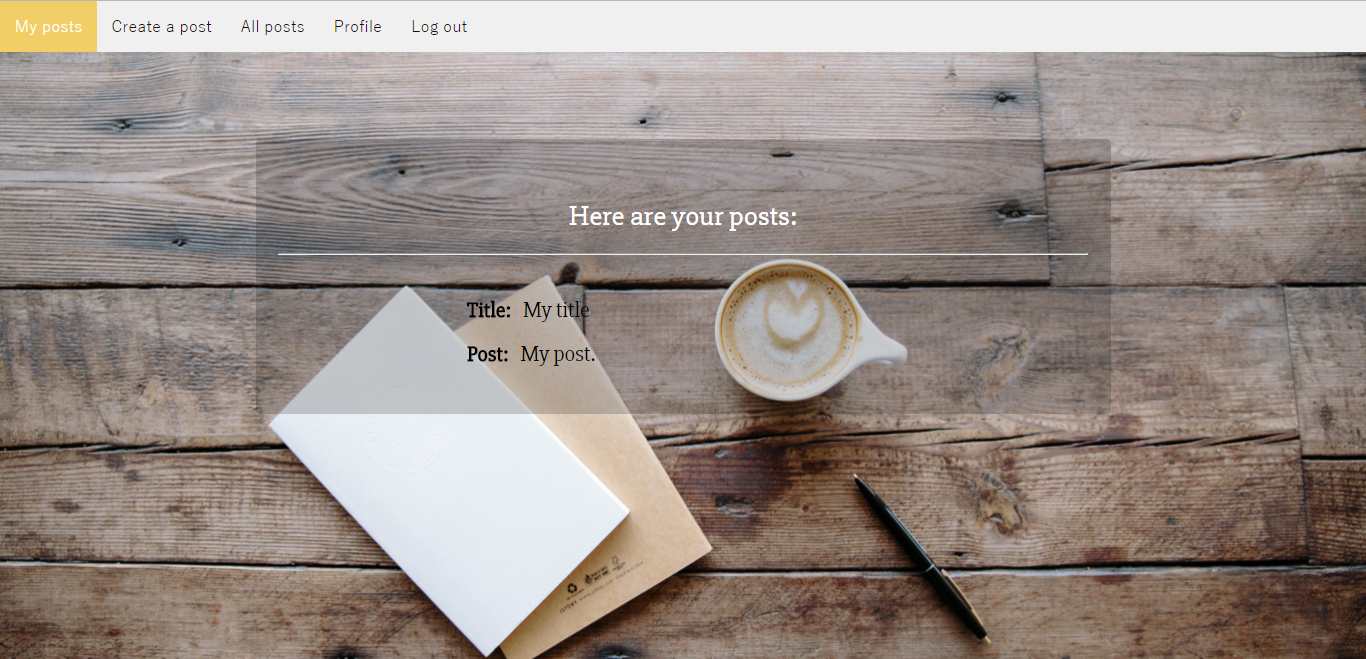 My posts Create a post All posts Profile Log out
Here are your posts:
Title: My title
Post: My post.